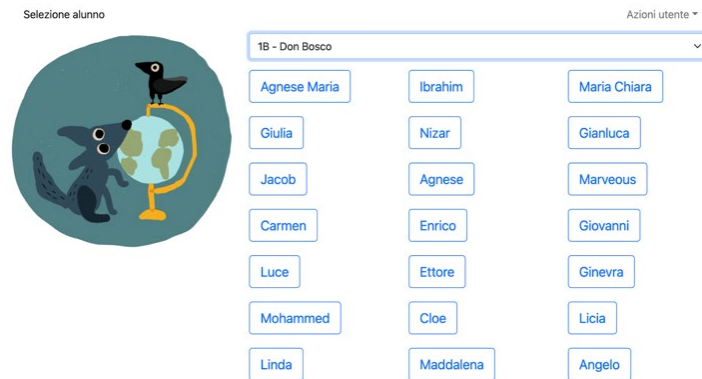 Selezione alunno Azioni utente
1B - Don Bosco
Agnese Maria Ibrahim Maria Chiara
Giulia Nizar Gianluca
Jacob Agnese Marveous
Carmen Enrico Giovanni
Luce Ettore Ginevra
Mohammed Cloe Licia
Linda Maddalena Angelo